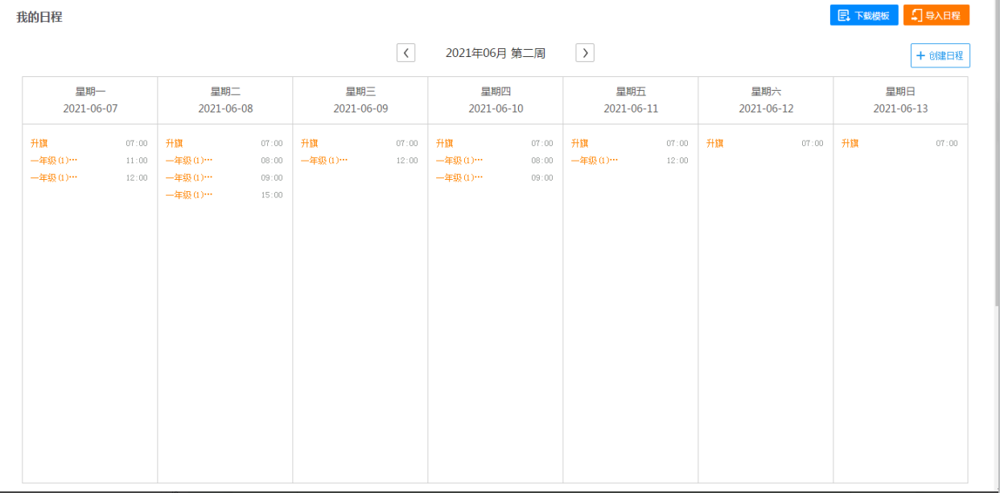 我的日程
下载模板 导入日程
2021年06月 第二周
创建日程
星期一 星期二 星期三 星期四 星期五 星期六 星期日
2021-06-07 2021-06-08 2021-06-09 2021-06-10 2021-06-11 2021-06-12 2021-06-13
升旗 07:00 升旗 07:00 升旗 07:00 升旗 07:00 升旗 07:00 升旗 07:00 升旗 07:00
一年级(1)… 11:00 一年级(1)… 08:00 一年级(1)… 12:00 一年级(1)… 08:00 一年级(1)… 12:00
一年级(1)… 12:00 一年级(1)… 09:00 一年级(1)… 09:00
一年级(1)… 15:00